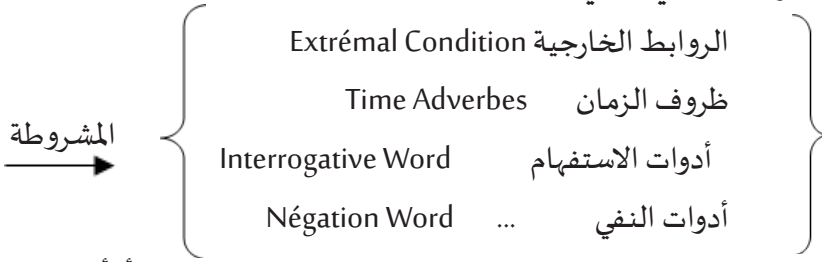 الروابط الخارجية Extrémal Condition
ظروف الزمان Time Adverbes
المشروطة
أدوات الاستفهام Interrogative Word
أدوات النفي ... Négation Word